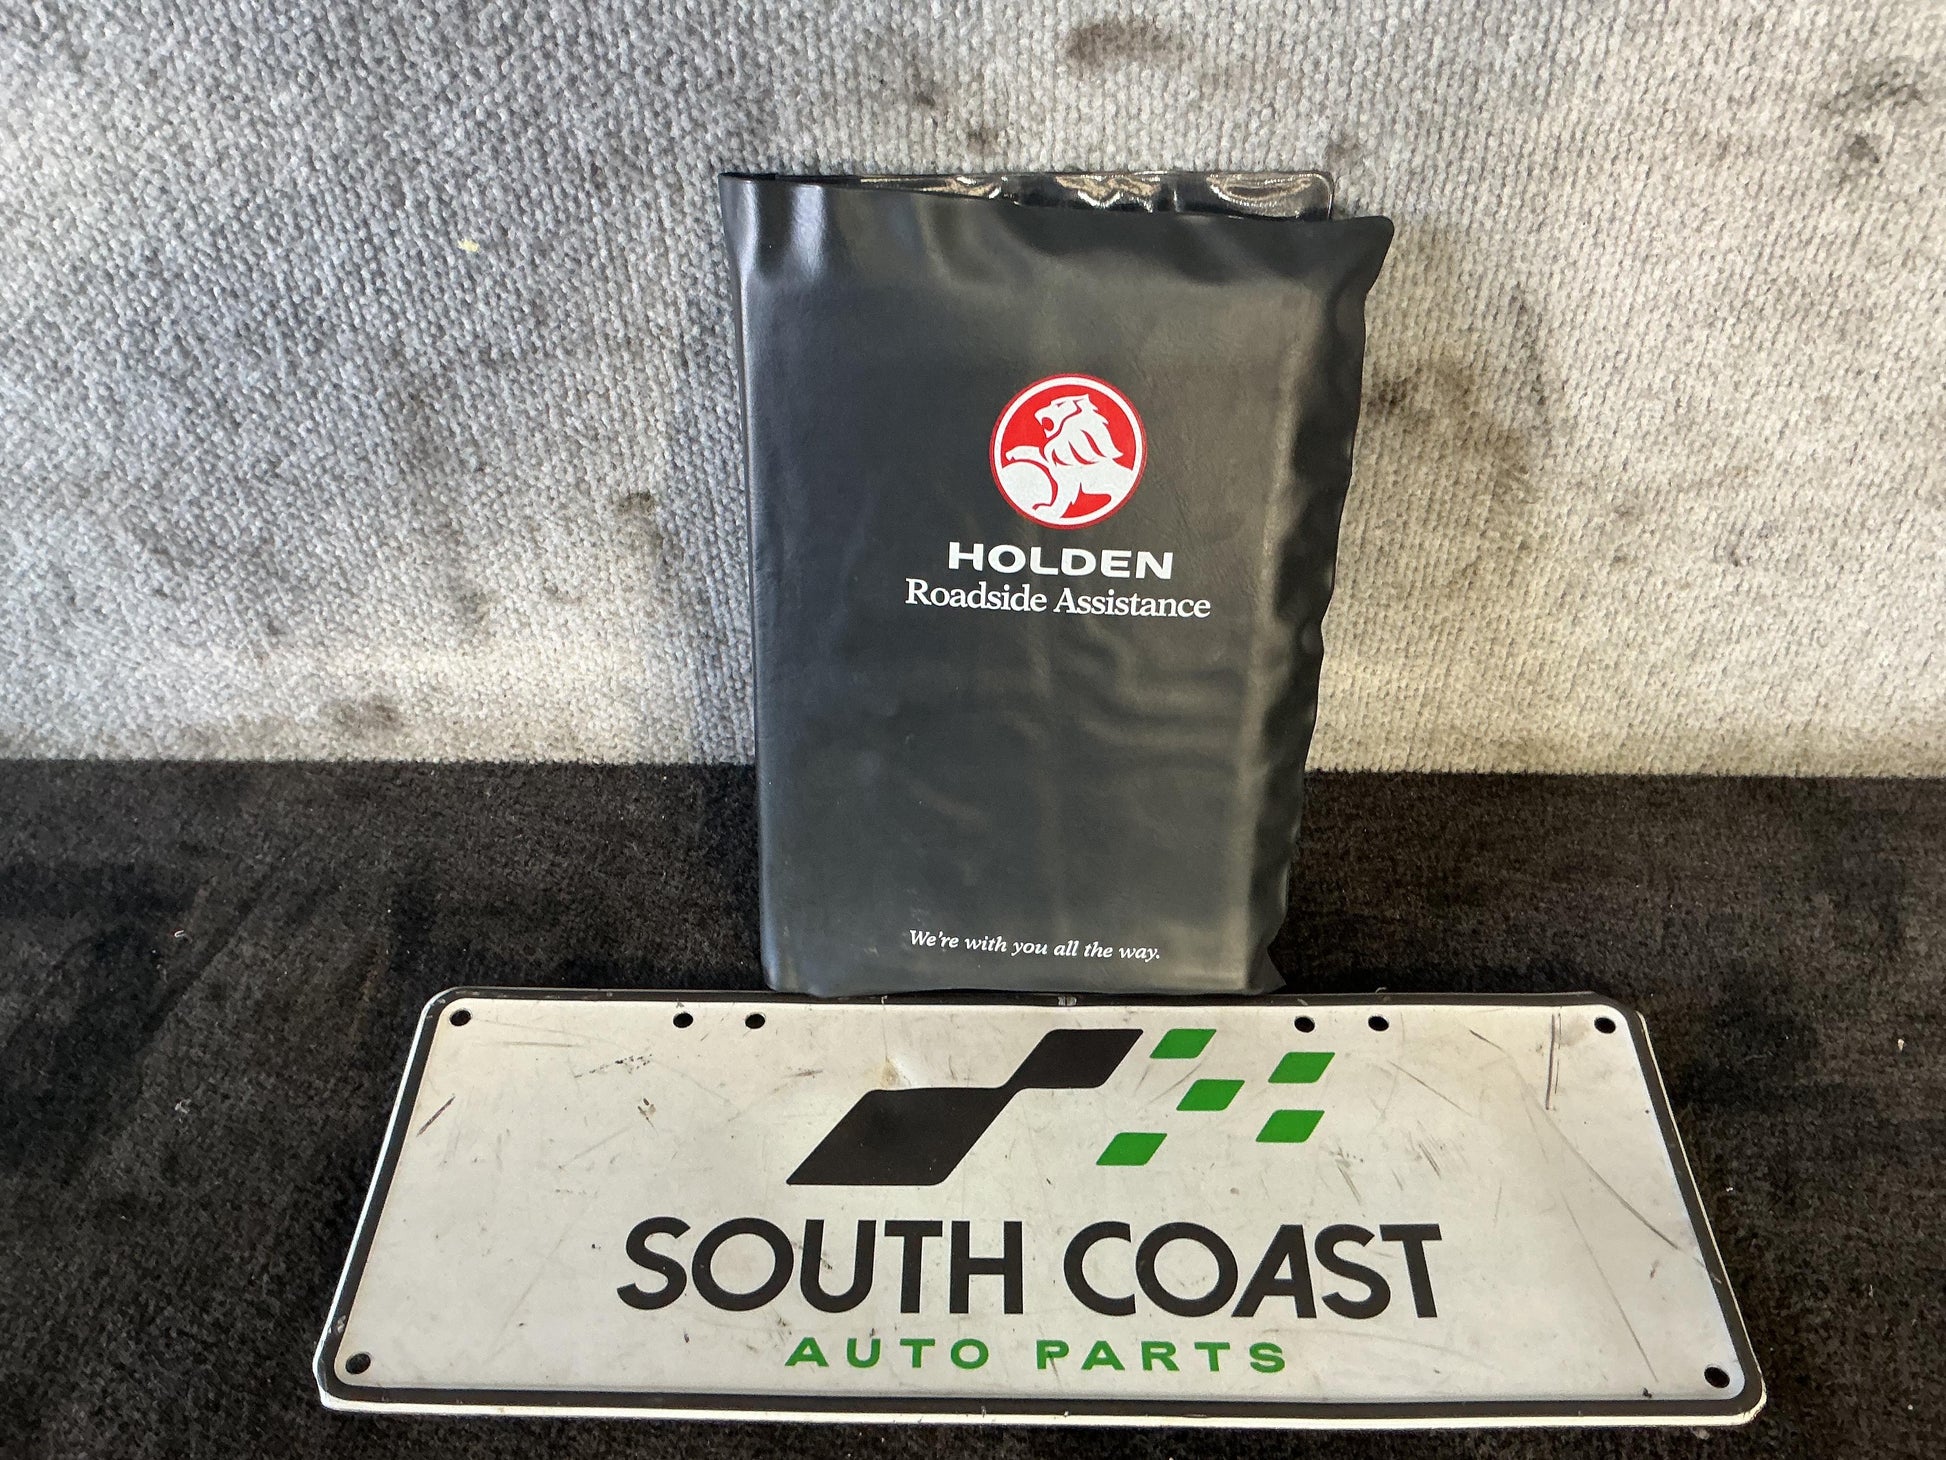 HOLDEN
Roadside Assistance
We're with you all the way.
SOUTH COAST
AUTO PARTS